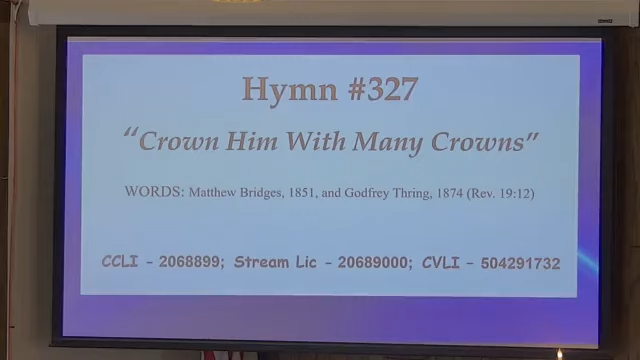 Hymn #327
“Crown Him With Many Crowns”
WORDS: Matthew Bridges, 1851, and Godfrey Thring, 1874 (Rev. 19:12)
CCLI - 2068899; Stream Lic - 20689000; CVLI - 504291732